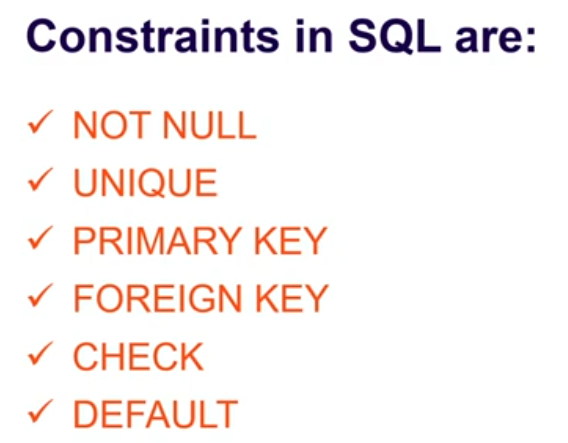 Constraints in SQL are:
✓ NOT NULL
✓ UNIQUE
✓ PRIMARY KEY
✓ FOREIGN KEY
✓ CHECK
✓ DEFAULT